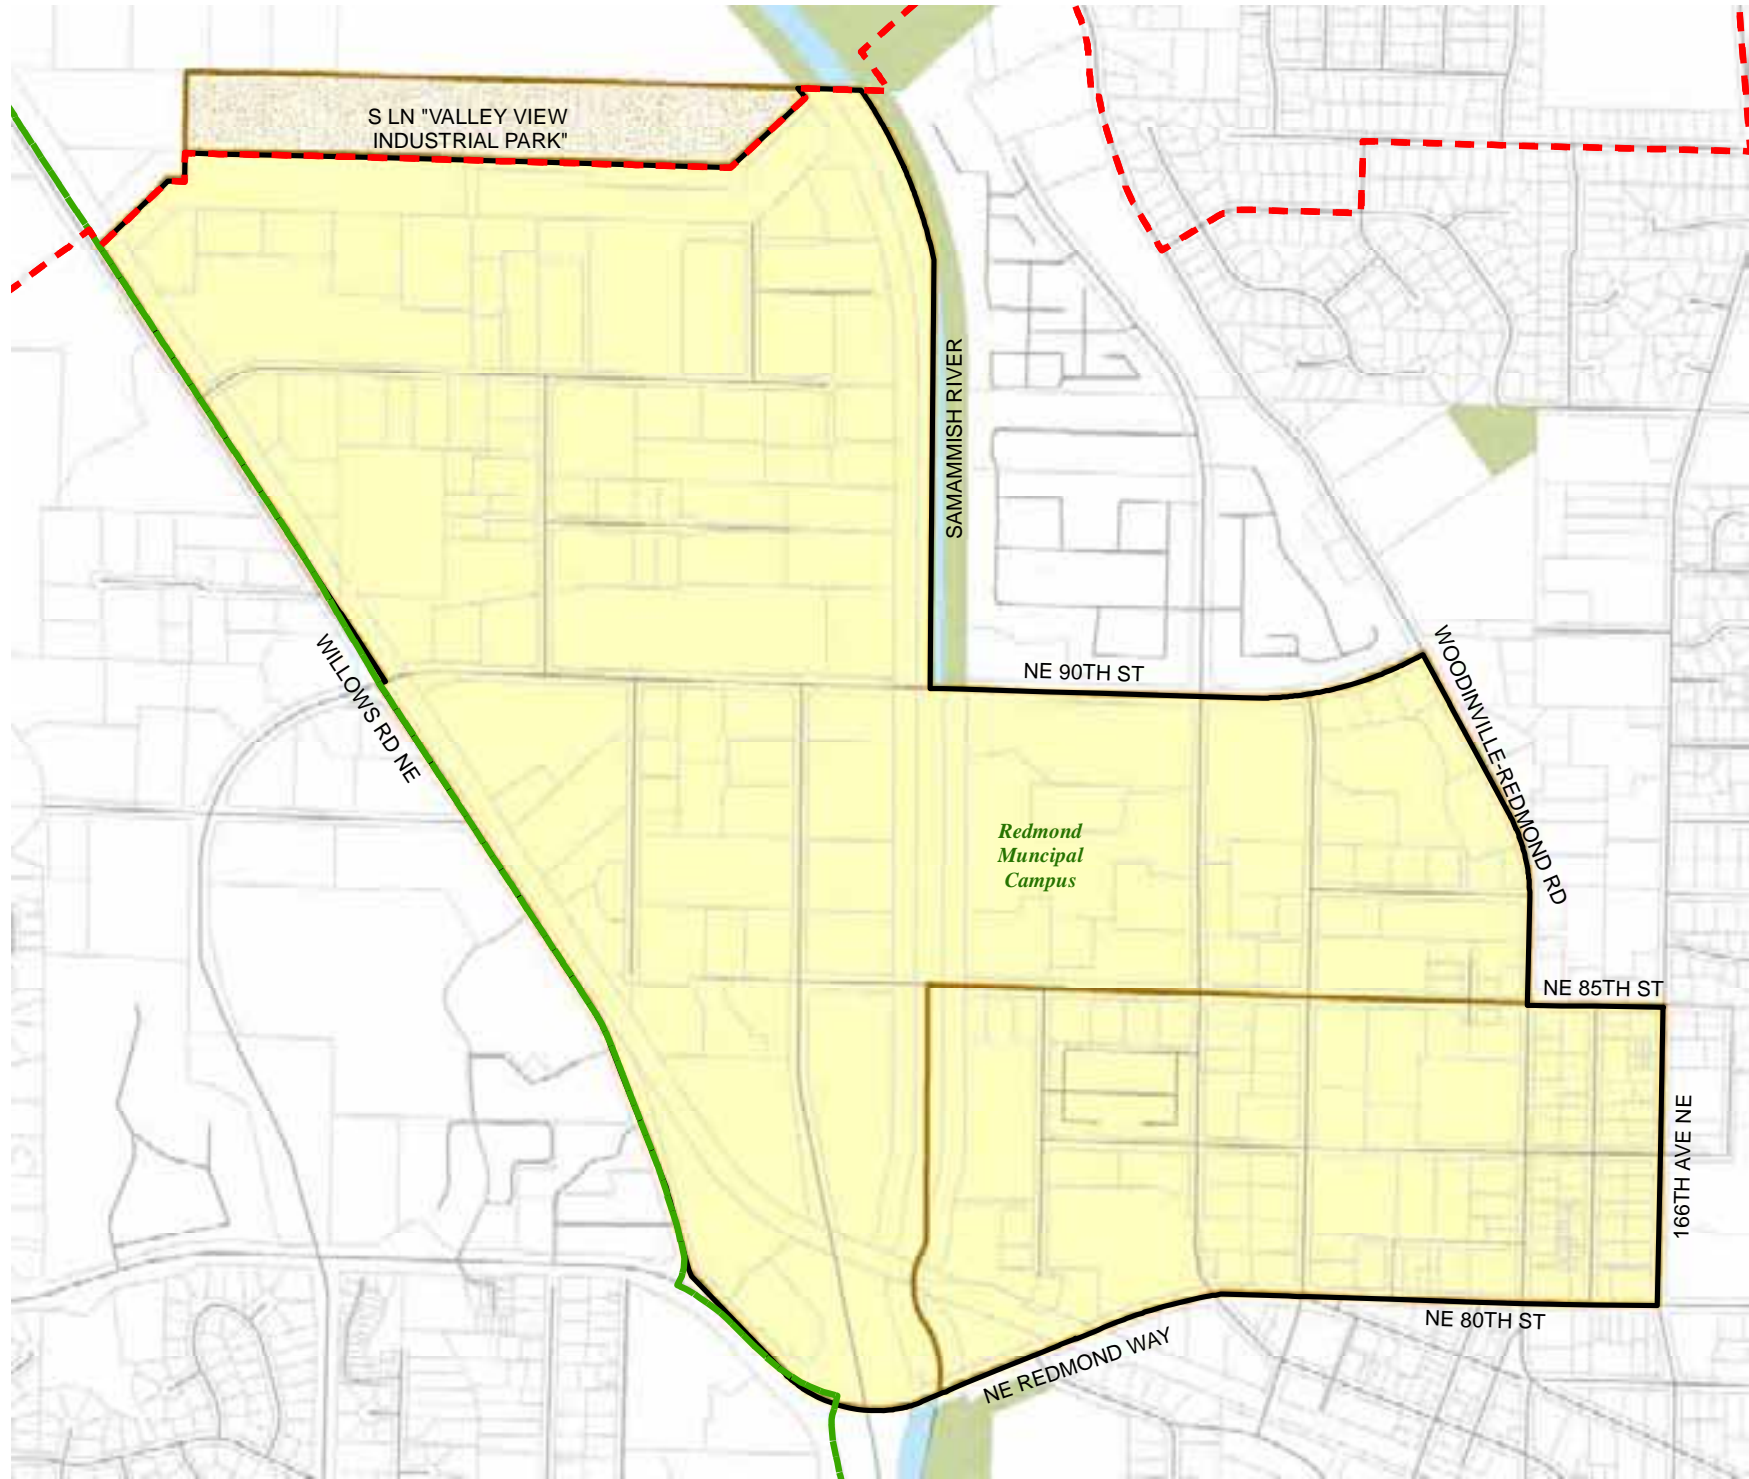 S LN "VALLEY VIEW
INDUSTRIAL PARK"
SAMAMMISH RIVER
WILLOWS RD NE
NE 90TH ST
WOODINVILLE-REDMOND RD
Redmond
Muncipal
Campus
NE 85TH ST
166TH AVE NE
NE 80TH ST
NE REDMOND WAY